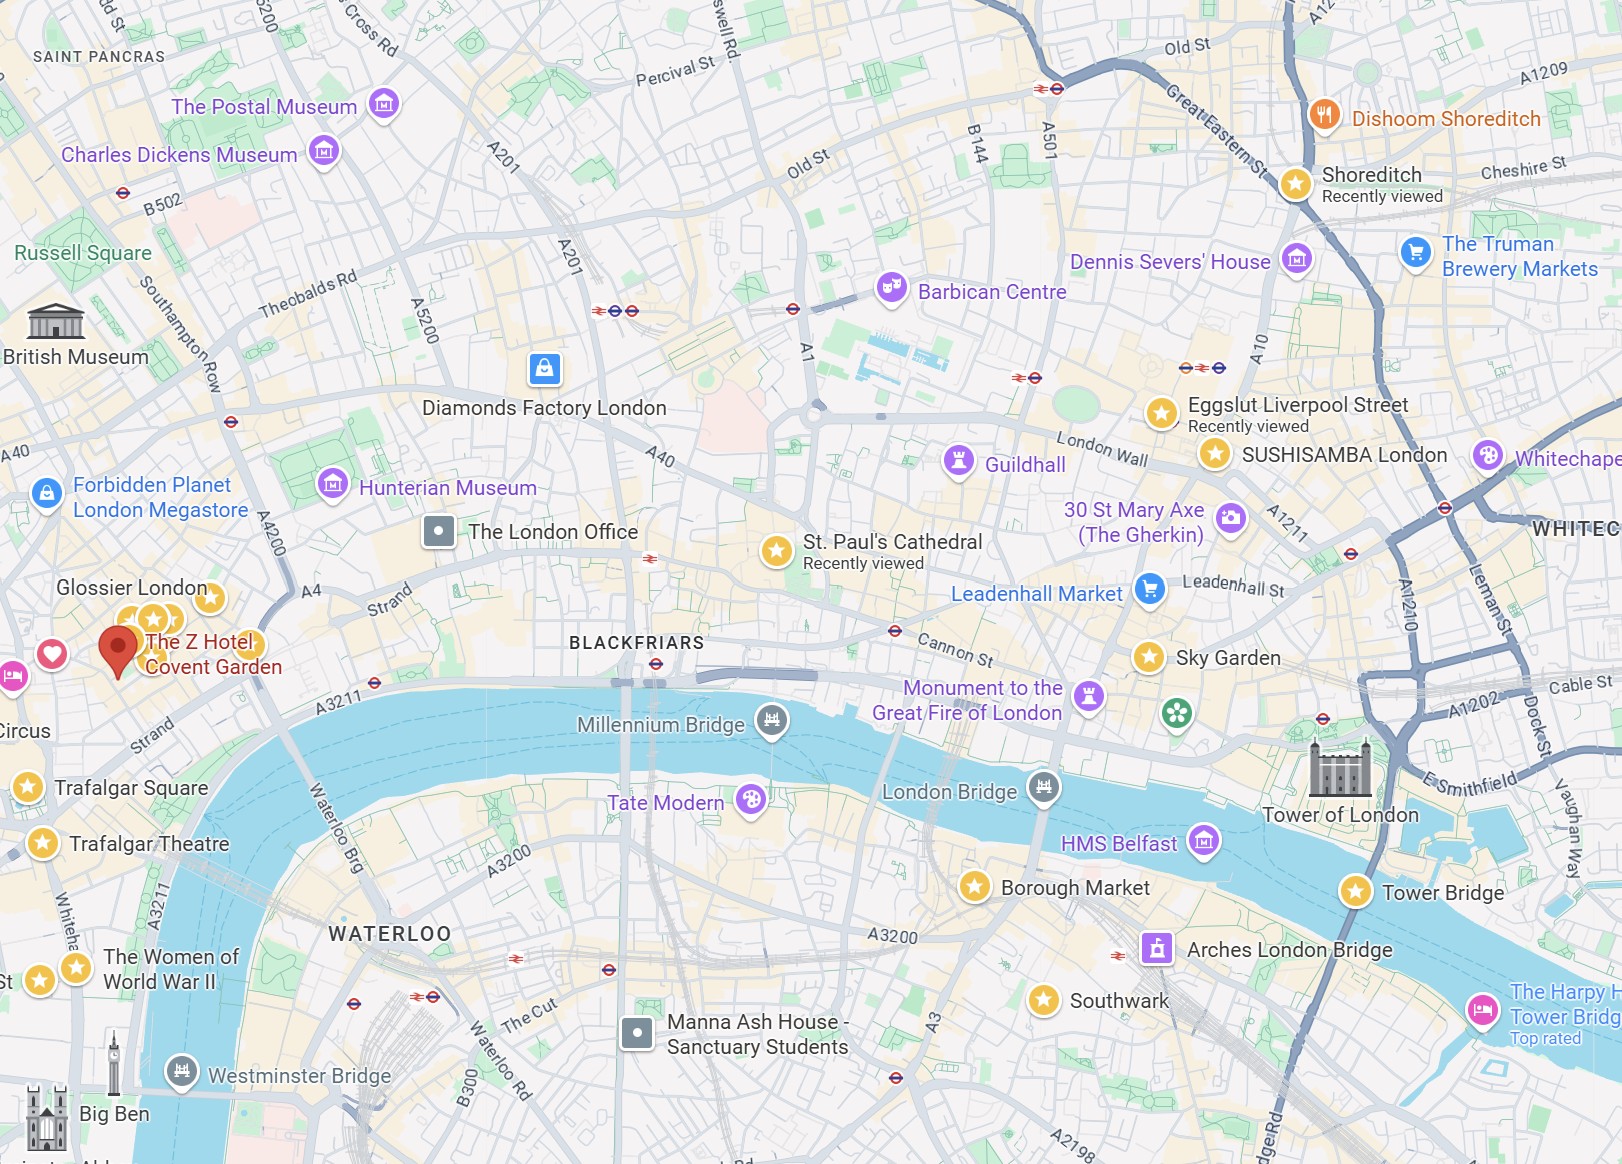 SAINT PANCRAS
Cross Rd
Percival St
Old St
A1209
The Postal Museum
Great Eastern St
Dishoom Shoreditch
A201
B144
A501
Charles Dickens Museum
Old St
Cheshire St
Shoreditch
Recently viewed
B502
Russell Square
A201
Dennis Severs' House
The Truman
Brewery Markets
Southampton Row
Theobalds Rd
Barbican Centre
A5200
British Museum
A1
A10
Diamonds Factory London
Eggslut Liverpool Street
Recently viewed
A40
A40
London Wall
SUSHISAMBA London
Guildhall
Forbidden Planet
London Megastore
Hunterian Museum
30 St Mary Axe
(The Gherkin)
A1211
A4200
The London Office
St. Paul's Cathedral
Recently viewed
Glossier London
A4
Strand
Leadenhall Market
Leadenhall St
A1210
Leman St
The Z Hotel
Covent Garden
BLACKFRIARS
Cannon St
Sky Garden
A3211
Monument to the
Great Fire of London
Cable St
A1202
Dock St
Circus
Strand
Millennium Bridge
E Smithfield
Trafalgar Square
Waterloo Brg
Tate Modern
London Bridge
Tower of London
Vaughan Way
Trafalgar Theatre
A3200
HMS Belfast
A3211
Borough Market
Tower Bridge
WATERLOO
A3200
The Women of
World War II
Arches London Bridge
The Cut
Southwark
A3
Manna Ash House -
Sanctuary Students
Top rated
Waterloo Rd
B300
Westminster Bridge
Big Ben
A2198